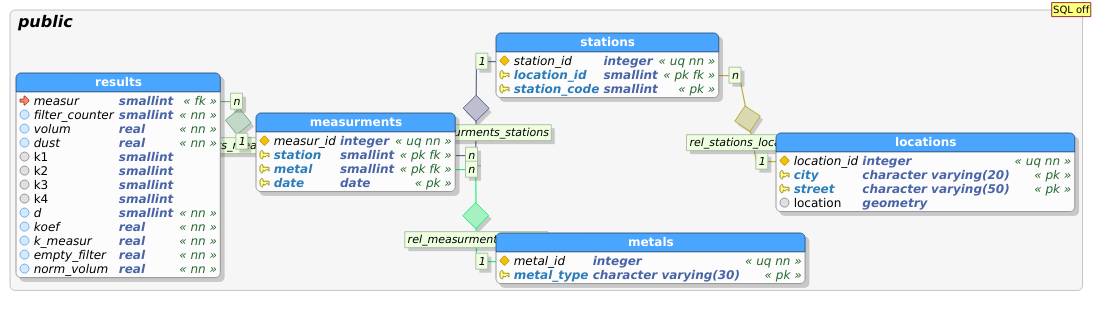 SQL off
public
results
measur smallint « fk »
filter_counter smallint « nn »
volum real « nn »
dust real « nn »
k1 smallint
k2 smallint
k3 smallint
k4 smallint
d smallint « nn »
koef real « nn »
k_measur real « nn »
empty_filter real « nn »
norm_volum real « nn »
n
1
measurments
measur_id integer « uq nn »
station smallint « pk fk »
metal smallint « pk fk »
date date « pk »
n
n
1
stations
station_id integer « uq nn »
location_id smallint « pk fk »
station_code smallint « pk »
n
rel_stations_loca
1
locations
location_id integer « uq nn »
city character varying(20) « pk »
street character varying(50) « pk »
location geometry
rel_measurment
1
metals
metal_id integer « uq nn »
metal_type character varying(30) « pk »